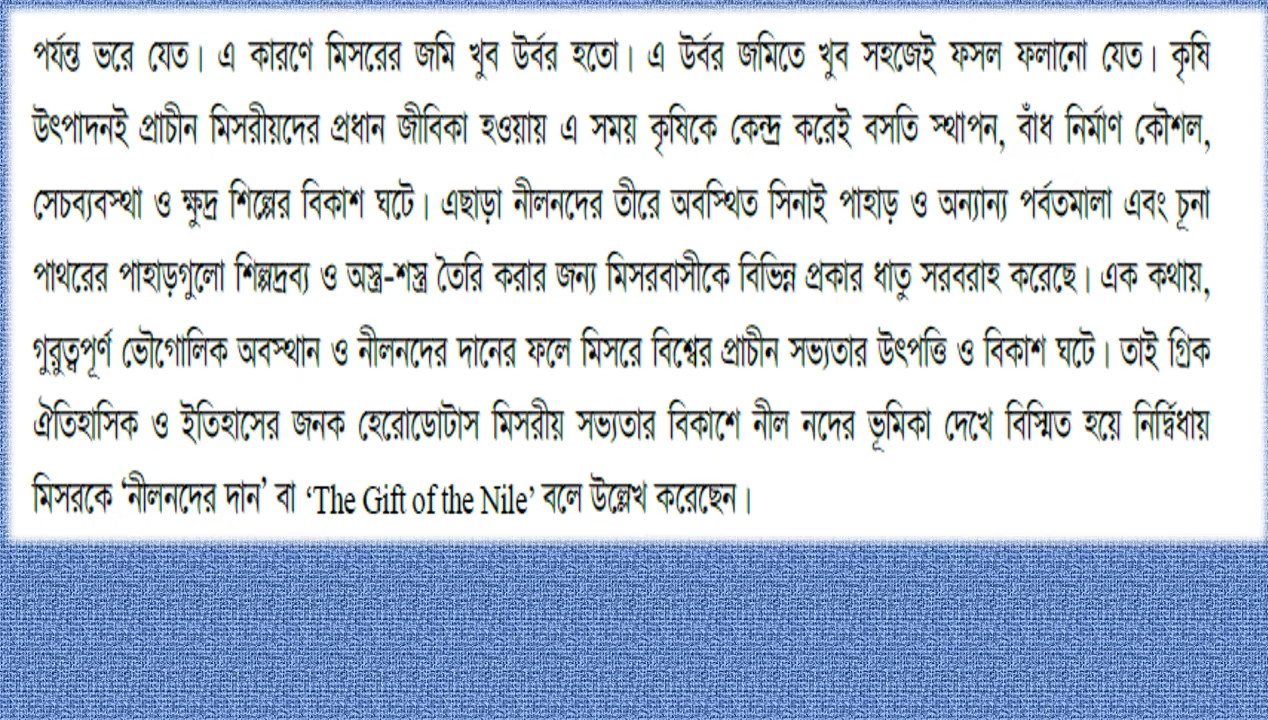 পর্যন্ত ভরে যেত। এ কারণে মিসরের জমি খুব উর্বর হতো। এ উর্বর জমিতে খুব সহজেই ফসল ফলানো যেত। কৃষি
উৎপাদনই প্রাচীন মিসরীয়দের প্রধান জীবিকা হওয়ায় এ সময় কৃষিকে কেন্দ্র করেই বসতি স্থাপন, বাঁধ নির্মাণ কৌশল,
সেচব্যবস্থা ও ক্ষুদ্র শিল্পের বিকাশ ঘটে। এছাড়া নীলনদের তীরে অবস্থিত সিনাই পাহাড় ও অন্যান্য পর্বতমালা এবং চূনা
পাথরের পাহাড়গুলো শিল্পদ্রব্য ও অস্ত্র-শস্ত্র তৈরি করার জন্য মিসরবাসীকে বিভিন্ন প্রকার ধাতু সরবরাহ করেছে। এক কথায়,
গুরুত্বপূর্ণ ভৌগোলিক অবস্থান ও নীলনদের দানের ফলে মিসরে বিশ্বের প্রাচীন সভ্যতার উৎপত্তি ও বিকাশ ঘটে। তাই গ্রিক
ঐতিহাসিক ও ইতিহাসের জনক হেরোডোটাস মিসরীয় সভ্যতার বিকাশে নীল নদের ভূমিকা দেখে বিস্মিত হয়ে নির্দ্বিধায়
মিসরকে ‘নীলনদের দান’ বা ‘The Gift of the Nile’ বলে উল্লেখ করেছেন।